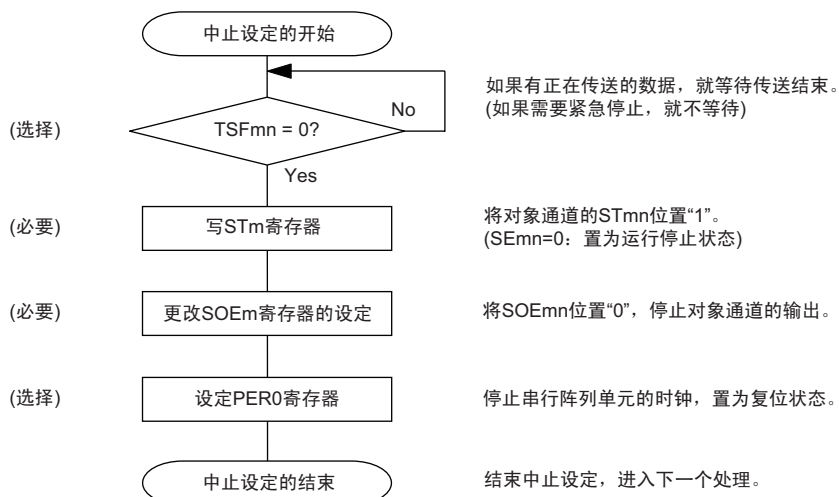 中止设定的开始
如果有正在传送的数据，就等待传送结束。
(如果需要紧急停止，就不等待)
No
(选择)
TSFmn = 0?
Yes
(必要)
写STm寄存器
将对象通道的STmn位置“1”。
(SEmn=0：置为运行停止状态)
(必要)
更改SOEm寄存器的设定
将SOEmn位置“0”，停止对象通道的输出。
(选择)
设定PER0寄存器
停止串行阵列单元的时钟，置为复位状态。
中止设定的结束
结束中止设定，进入下一个处理。